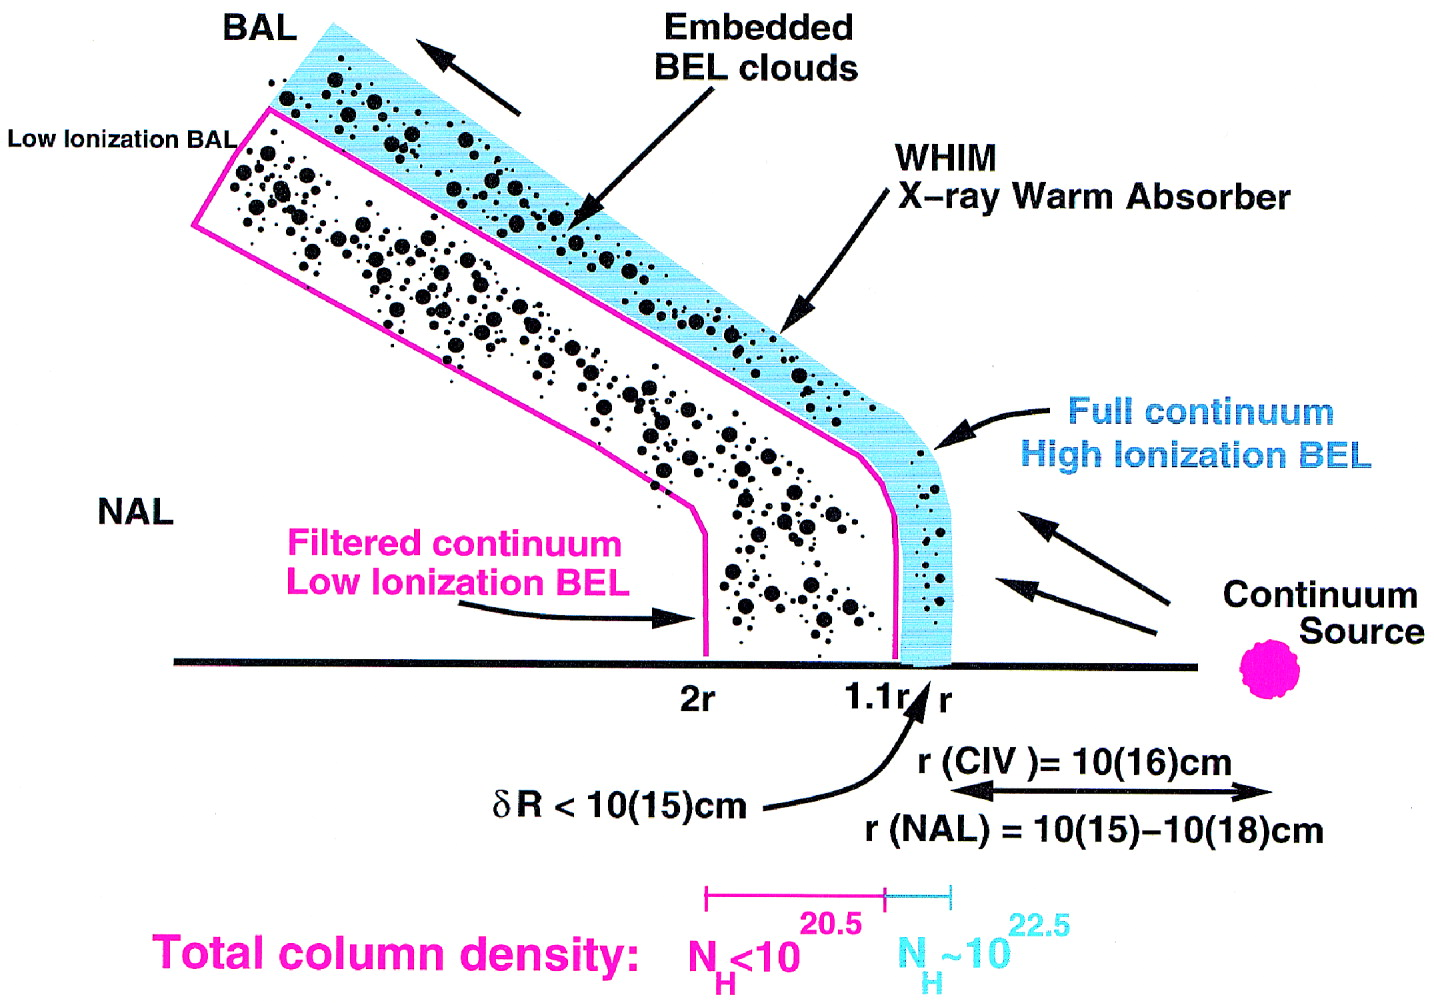 BAL
Embedded
BEL clouds
Low Ionization BAL
WHIM
X-ray Warm Absorber
Full continuum
High Ionization BEL
NAL
Filtered continuum
Low Ionization BEL
Continuum
Source
2r
1.1r
r
r (CIV )= 10(16)cm
δR < 10(15)cm
r (NAL) = 10(15)-10(18)cm
Total column density: N_H<10^20.5 N_H~10^22.5